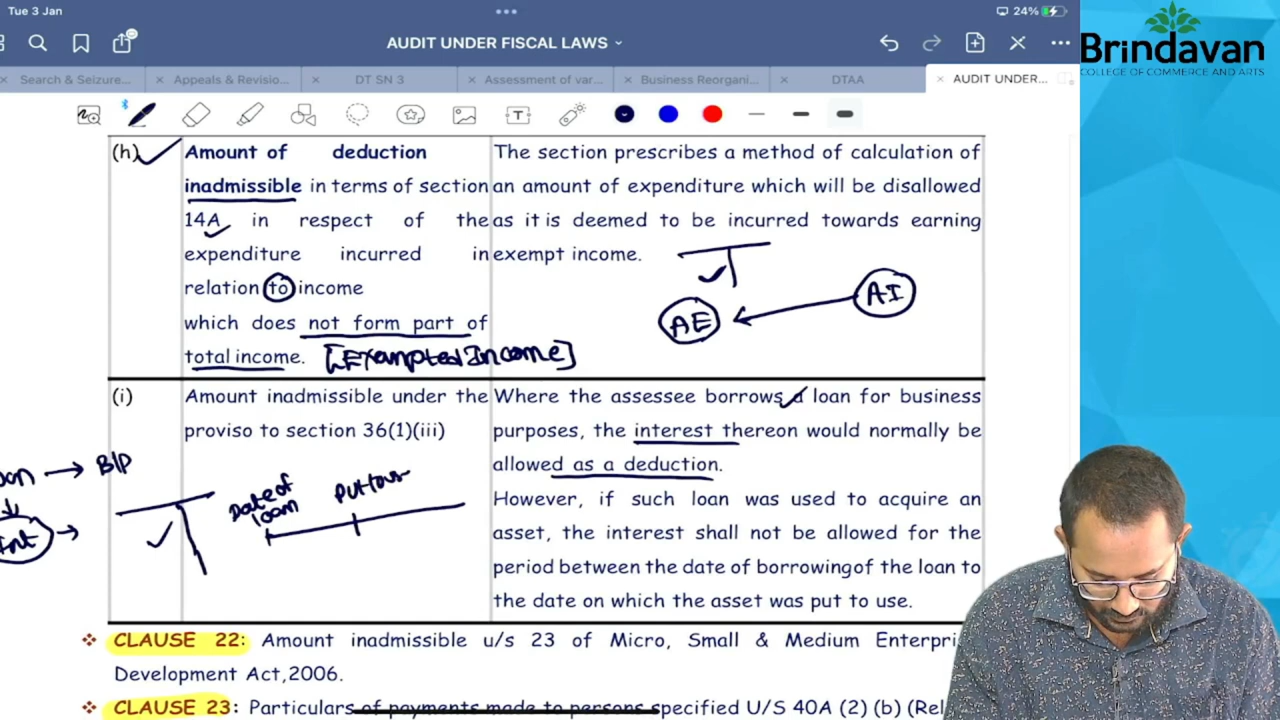 Tue 3 Jan
24%
AUDIT UNDER FISCAL LAWS
Brindavan
COLLEGE OF COMMERCE AND ARTS
Search & Seizure...
Appeals & Revisio...
DT SN 3
Assessment of var...
Business Reorgani...
DTAA
AUDIT UNDER...
(h)
Amount of deduction
inadmissible in terms of section
14A in respect of the
expenditure incurred in
relation to income
which does not form part of
total income. [Exempted Income]
The section prescribes a method of calculation of
an amount of expenditure which will be disallowed
as it is deemed to be incurred towards earning
exempt income.
AE
AI
(i)
Amount inadmissible under the
proviso to section 36(1)(iii)
Where the assessee borrows a loan for business
purposes, the interest thereon would normally be
allowed as a deduction.
However, if such loan was used to acquire an
asset, the interest shall not be allowed for the
period between the date of borrowing of the loan to
the date on which the asset was put to use.
oan → B/P
Int
Date of
loan
❖ CLAUSE 22: Amount inadmissible u/s 23 of Micro, Small & Medium Enterpri
Development Act,2006.
❖ CLAUSE 23: Particulars of payments made to persons specified U/S 40A (2) (b) (Rel